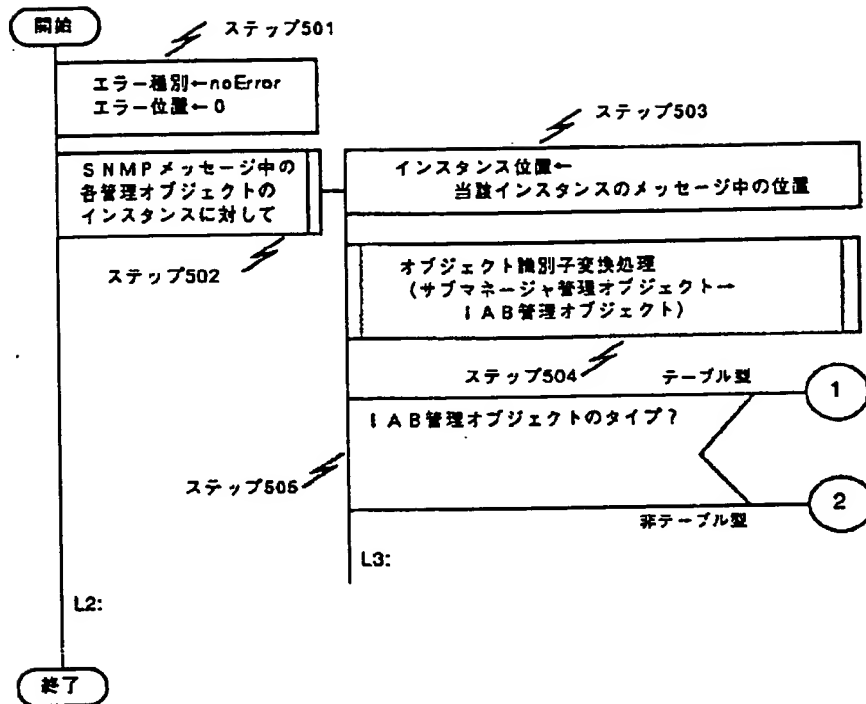 開始
ステップ501
エラー種別←noError
エラー位置←0
ステップ503
SNMPメッセージ中の
各管理オブジェクトの
インスタンスに対して
インスタンス位置←
当該インスタンスのメッセージ中の位置
ステップ502
オブジェクト識別子変換処理
(サブマネージャ管理オブジェクト→
IAB管理オブジェクト)
ステップ504
テーブル型
1
IAB管理オブジェクトのタイプ?
ステップ505
2
非テーブル型
L3:
L2:
終了